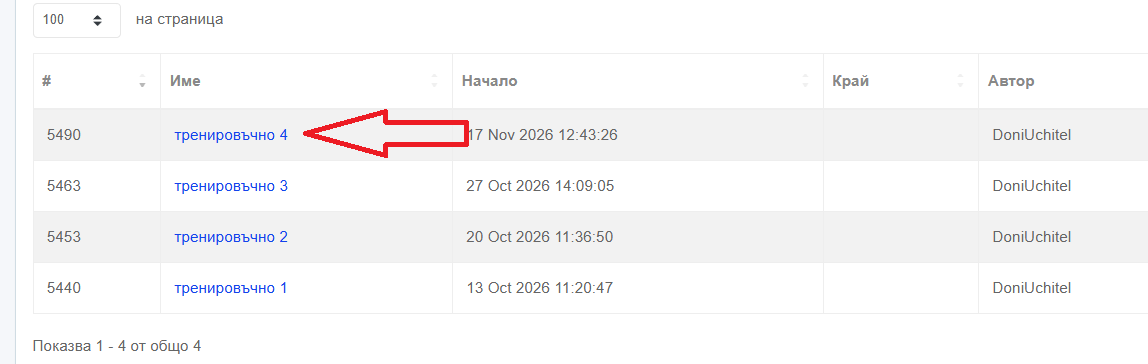 100 на страница
# Име Начало Край Автор
5490 тренировъчно 4 17 Nov 2026 12:43:26 DoniUchitel
5463 тренировъчно 3 27 Oct 2026 14:09:05 DoniUchitel
5453 тренировъчно 2 20 Oct 2026 11:36:50 DoniUchitel
5440 тренировъчно 1 13 Oct 2026 11:20:47 DoniUchitel
Показва 1 - 4 от общо 4